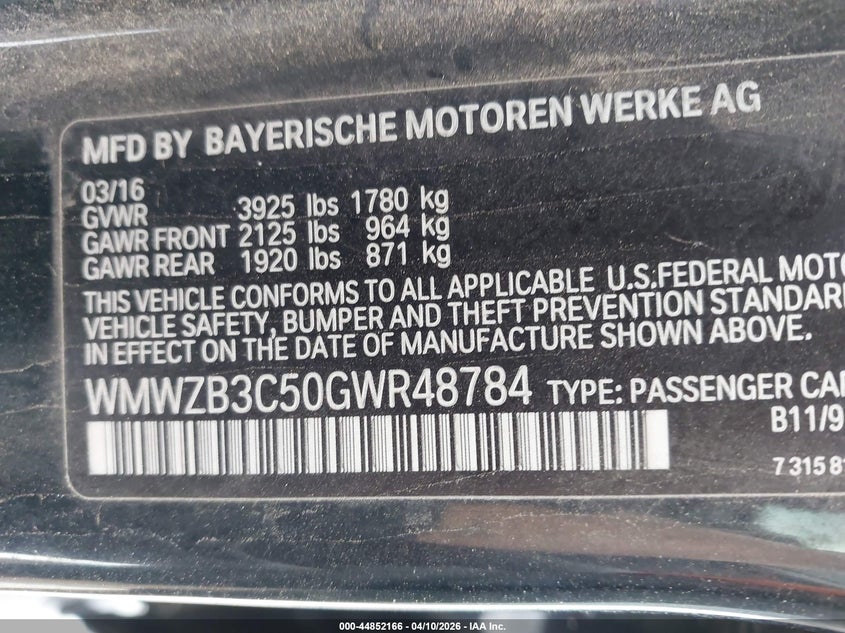 MFD BY BAYERISCHE MOTOREN WERKE AG
03/16
GVWR 3925 lbs 1780 kg
GAWR FRONT 2125 lbs 964 kg
GAWR REAR 1920 lbs 871 kg
THIS VEHICLE CONFORMS TO ALL APPLICABLE U.S.FEDERAL MOTO
VEHICLE SAFETY, BUMPER AND THEFT PREVENTION STANDARD
IN EFFECT ON THE DATE OF MANUFACTURE SHOWN ABOVE.
WMWZB3C50GWR48784 TYPE: PASSENGER CAR
B11/9
7 315 81
000-44852166 - 04/10/2026 - IAA, Inc.